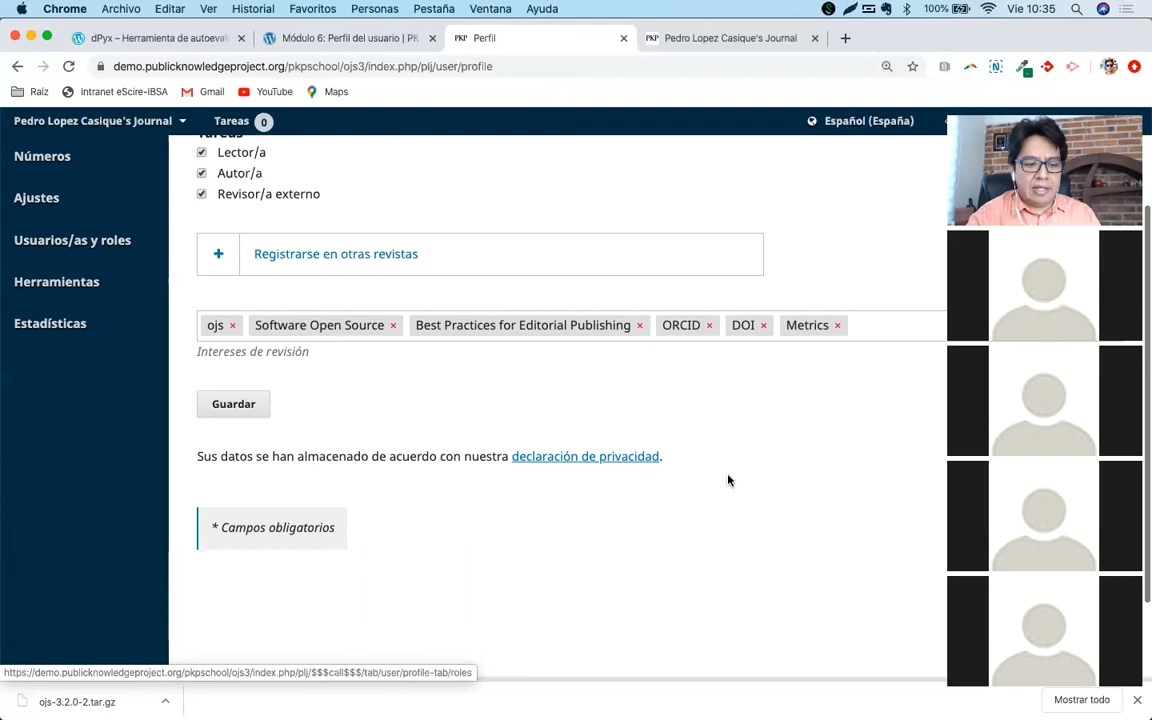 Chrome Archivo Editar Ver Historial Favoritos Personas Pestaña Ventana Ayuda 100% Vie 10:35
dPyx – Herramienta de autoeval Módulo 6: Perfil del usuario | PK Perfil Pedro Lopez Casique's Journal
demo.publicknowledgeproject.org/pkpschool/ojs3/index.php/plj/user/profile
Raíz Intranet eScire-IBSA Gmail YouTube Maps
Pedro Lopez Casique's Journal Tareas 0 Español (España)
Tareas
Números
Ajustes
Usuarios/as y roles
Herramientas
Estadísticas
Lector/a
Autor/a
Revisor/a externo
+ Registrarse en otras revistas
ojs × Software Open Source × Best Practices for Editorial Publishing × ORCID × DOI × Metrics ×
Intereses de revisión
Guardar
Sus datos se han almacenado de acuerdo con nuestra declaración de privacidad.
* Campos obligatorios
https://demo.publicknowledgeproject.org/pkpschool/ojs3/index.php/plj/$$$call$$$/tab/user/profile-tab/roles
ojs-3.2.0-2.tar.gz Mostrar todo